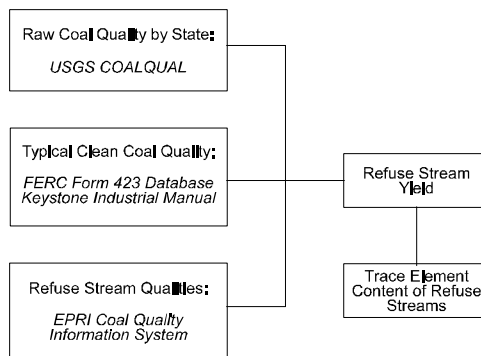 Raw Coal Quality by State:
USGS COALQUAL
Typical Clean Coal Quality:
FERC Form 423 Database
Keystone Industrial Manual
Refuse Stream
Yield
Refuse Stream Qualities:
EPRI Coal Quality
Information System
Trace Element
Content of Refuse
Streams